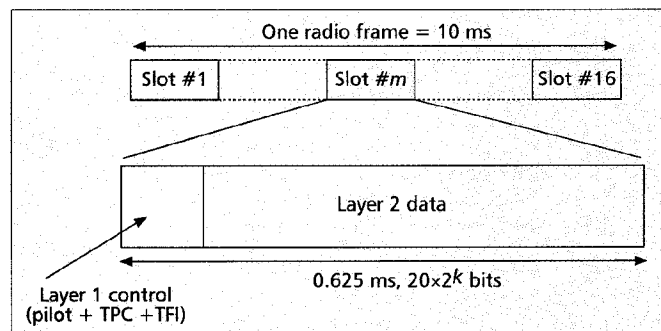 One radio frame = 10 ms
Slot #1
Slot #m
Slot #16
Layer 2 data
0.625 ms, 20×2^k bits
Layer 1 control
(pilot + TPC +TFI)